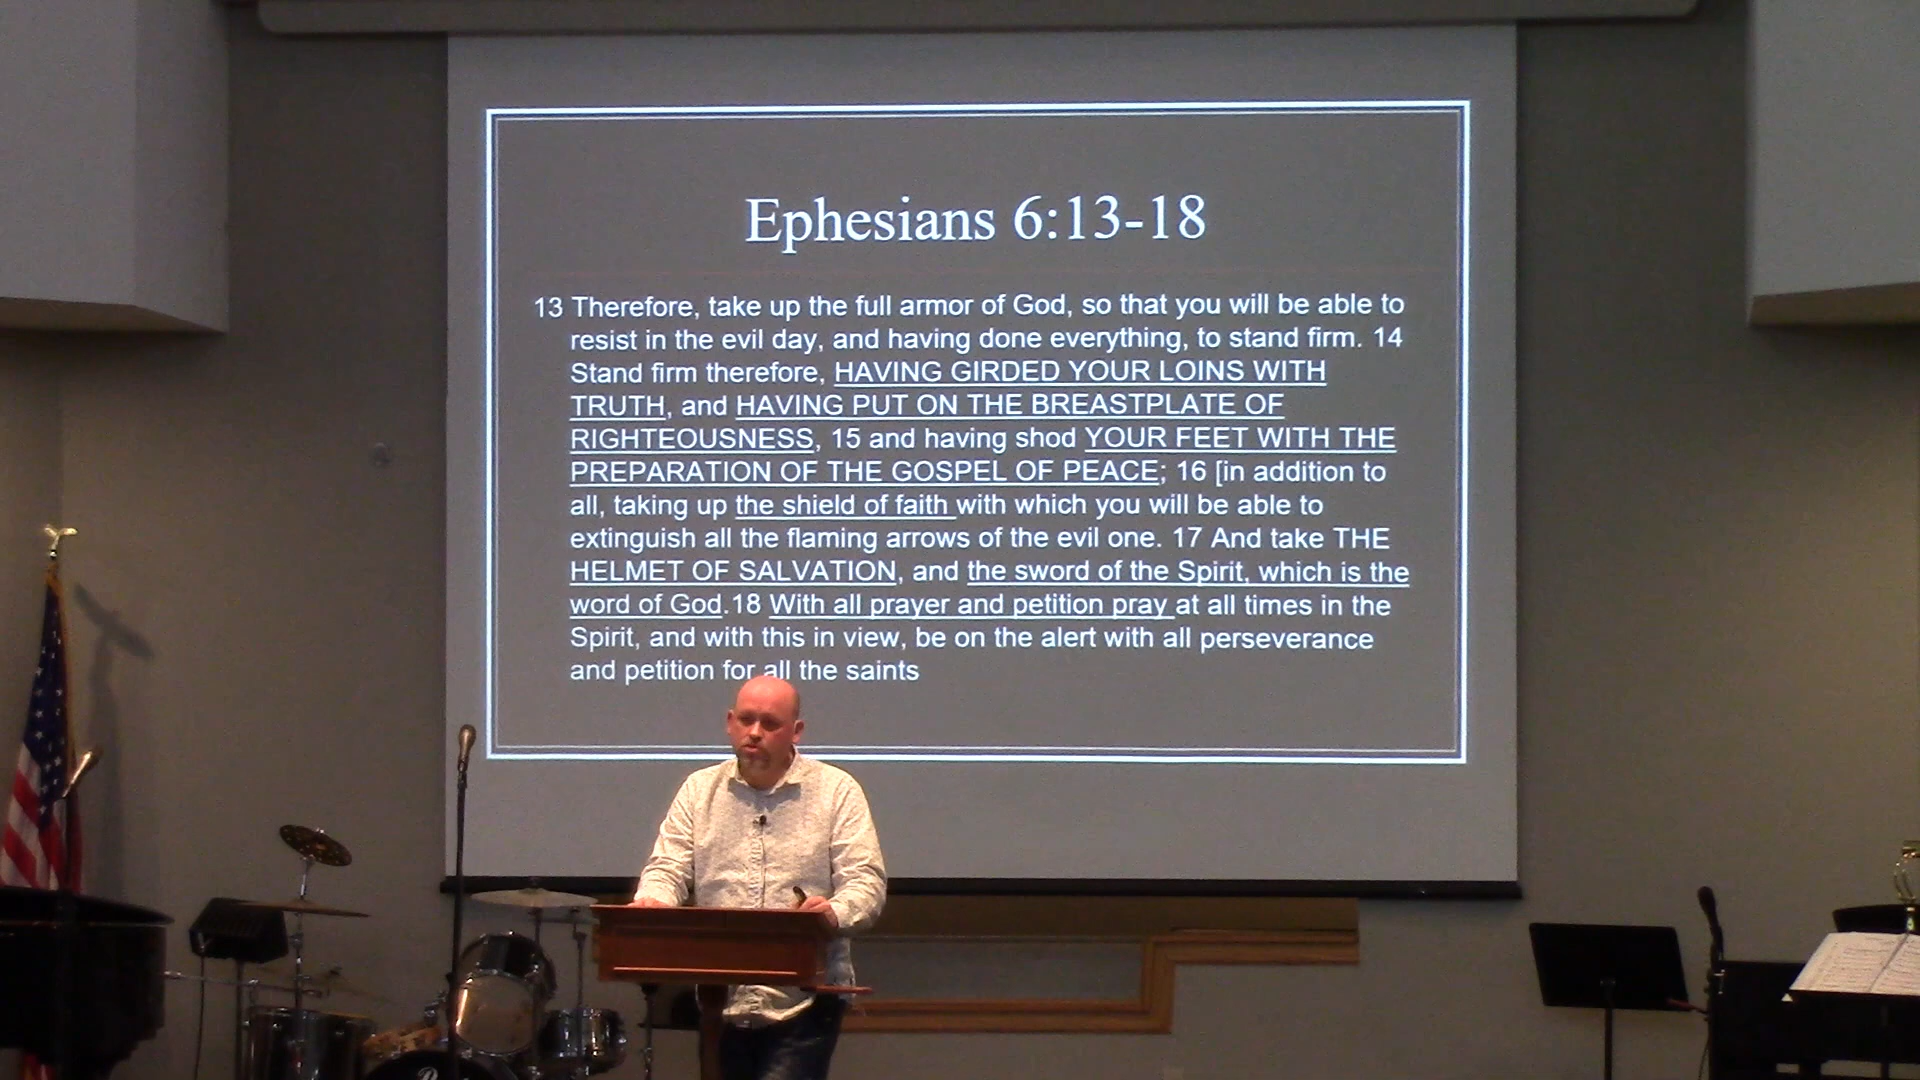 Ephesians 6:13-18
13 Therefore, take up the full armor of God, so that you will be able to
resist in the evil day, and having done everything, to stand firm. 14
Stand firm therefore, HAVING GIRDED YOUR LOINS WITH
TRUTH, and HAVING PUT ON THE BREASTPLATE OF
RIGHTEOUSNESS, 15 and having shod YOUR FEET WITH THE
PREPARATION OF THE GOSPEL OF PEACE; 16 [in addition to
all, taking up the shield of faith with which you will be able to
extinguish all the flaming arrows of the evil one. 17 And take THE
HELMET OF SALVATION, and the sword of the Spirit, which is the
word of God.18 With all prayer and petition pray at all times in the
Spirit, and with this in view, be on the alert with all perseverance
and petition for all the saints